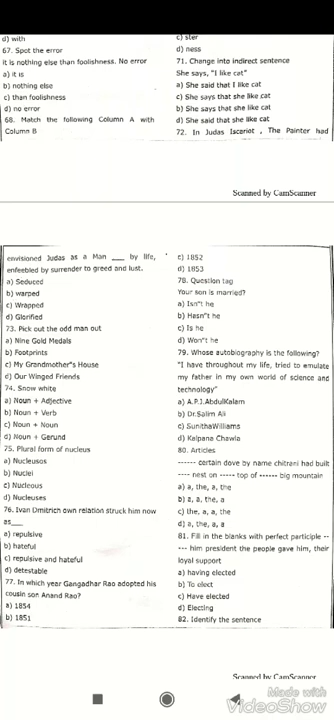 d) with
67. Spot the error
it is nothing else than foolishness. No error
a) it is
b) nothing else
c) than foolishness
d) no error
68. Match the following Column A with
Column B
c) ster
d) ness
71. Change into indirect sentence
She says, "I like cat"
a) She said that I like cat
c) She says that she like cat
b) She says that she like cat
d) She said that she like cat
72. In Judas Iscariot , The Painter had
Scanned by CamScanner
envisioned Judas as a Man ___ by life,
enfeebled by surrender to greed and lust.
a) Seduced
b) warped
c) Wrapped
d) Glorified
73. Pick out the odd man out
a) Nine Gold Medals
b) Footprints
c) My Grandmother"s House
d) Our Winged Friends
74. Snow white
a) Noun + Adjective
b) Noun + Verb
c) Noun + Noun
d) Noun + Gerund
75. Plural form of nucleus
a) Nucleusos
b) Nuclei
c) Nucleous
d) Nucleuses
76. Ivan Dmitrich own relation struck him now
as___
a) repulsive
b) hateful
c) repulsive and hateful
d) detestable
77. In which year Gangadhar Rao adopted his
cousin son Anand Rao?
a) 1854
b) 1851
c) 1852
d) 1853
78. Question tag
Your son is married?
a) Isn"t he
b) Hasn"t he
c) Is he
d) Won"t he
79. Whose autobiography is the following?
"I have throughout my life, tried to emulate
my father in my own world of science and
technology"
a) A.P.J.AbdulKalam
b) Dr.Salim Ali
c) SunithaWilliams
d) Kalpana Chawla
80. Articles
------ certain dove by name chitrani had built
---- nest on ----- top of ------ big mountain
a) a, the, a, the
b) a, a, the, a
c) the, a, a, the
d) a, the, a, a
81. Fill in the blanks with perfect participle --
--- him president the people gave him, their
loyal support
a) having elected
b) To elect
c) Have elected
d) Electing
82. Identify the sentence
Scanned by CamScanner
Made with
VideoShow